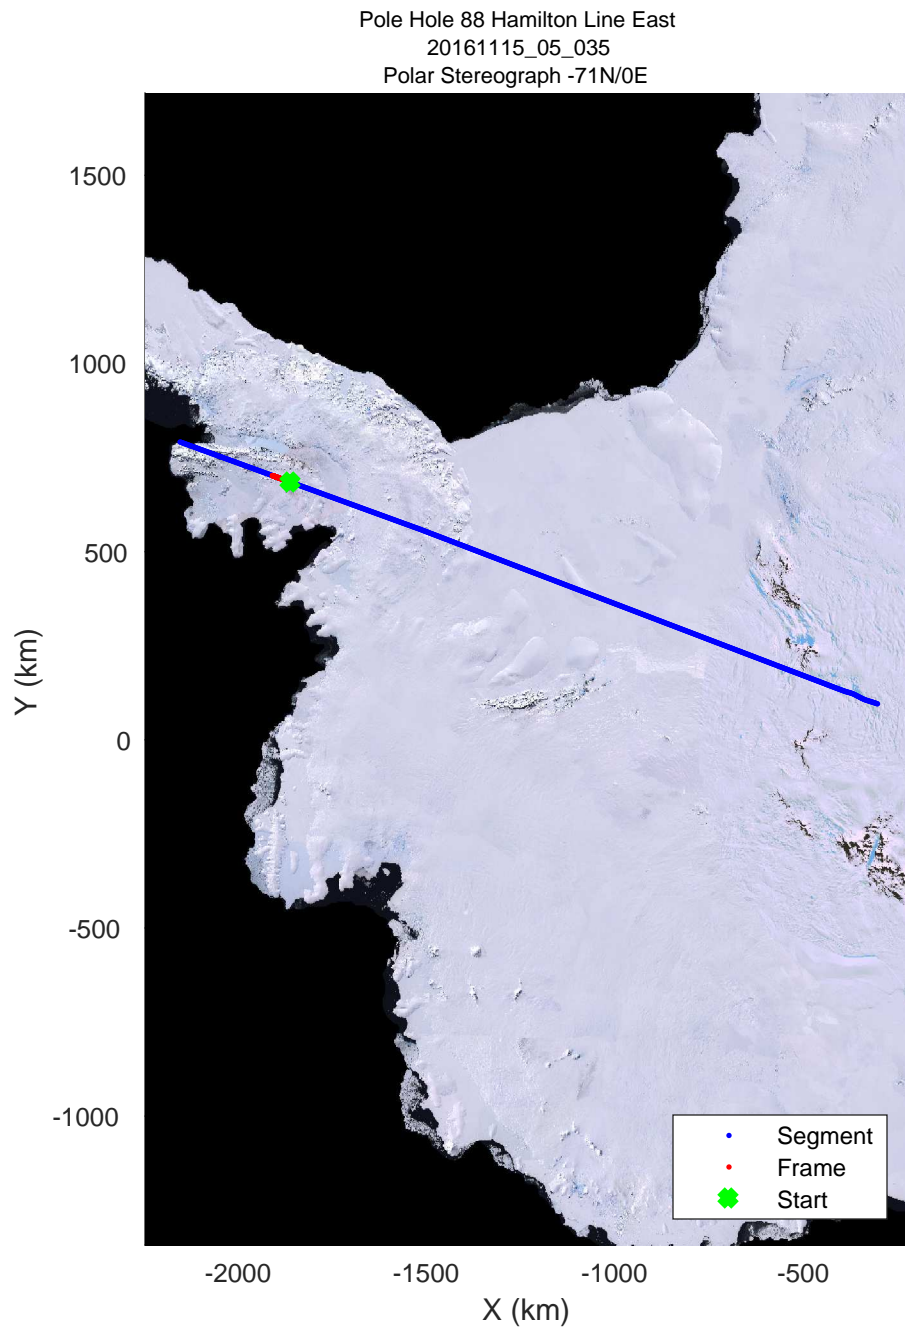 Pole Hole 88 Hamilton Line East
20161115_05_035
Polar Stereograph -71N/0E
1500
1000
500
0
-500
-1000
Y (km)
Segment
Frame
Start
-2000
-1500
-1000
-500
X (km)